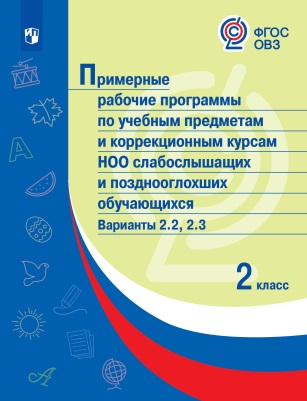 ФГОС
ОВЗ
Примерные
рабочие программы
по учебным предметам
и коррекционным курсам
НОО слабослышащих
и позднооглохших
обучающихся
Варианты 2.2, 2.3
2 класс
А
А